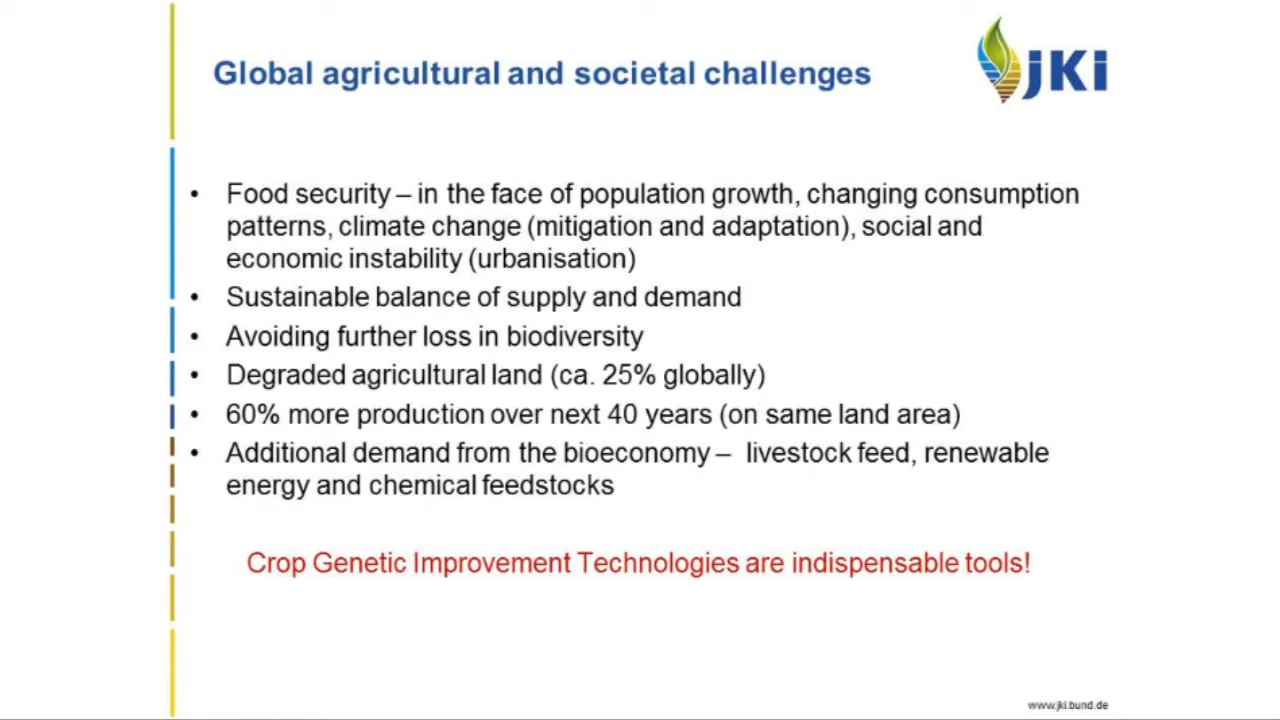 Global agricultural and societal challenges
JKI
• Food security – in the face of population growth, changing consumption
patterns, climate change (mitigation and adaptation), social and
economic instability (urbanisation)
• Sustainable balance of supply and demand
• Avoiding further loss in biodiversity
• Degraded agricultural land (ca. 25% globally)
• 60% more production over next 40 years (on same land area)
• Additional demand from the bioeconomy – livestock feed, renewable
energy and chemical feedstocks
Crop Genetic Improvement Technologies are indispensable tools!
www.jki.bund.de